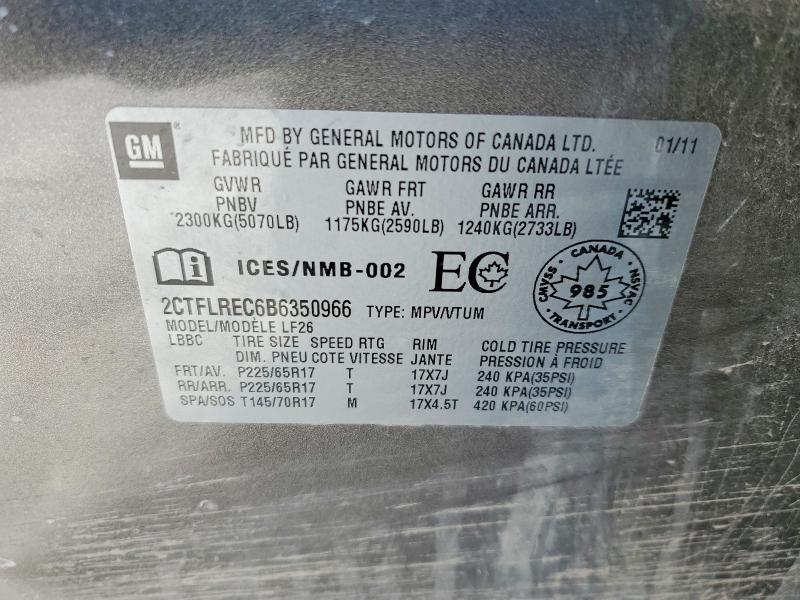 GM
MFD BY GENERAL MOTORS OF CANADA LTD. 01/11
FABRIQUÉ PAR GENERAL MOTORS DU CANADA LTÉE
GVWR GAWR FRT GAWR RR
PNBV PNBE AV. PNBE ARR.
2300KG(5070LB) 1175KG(2590LB) 1240KG(2733LB)
ICES/NMB-002 EC
CANADA
CMVSS 985 NSVAC
TRANSPORT
2CTFLREC6B6350966 TYPE: MPV/VTUM
MODEL/MODÈLE LF26
LBBC TIRE SIZE SPEED RTG RIM COLD TIRE PRESSURE
DIM. PNEU COTE VITESSE JANTE PRESSION À FROID
FRT/AV. P225/65R17 T 17X7J 240 KPA(35PSI)
RR/ARR. P225/65R17 T 17X7J 240 KPA(35PSI)
SPA/SOS T145/70R17 M 17X4.5T 420 KPA(60PSI)